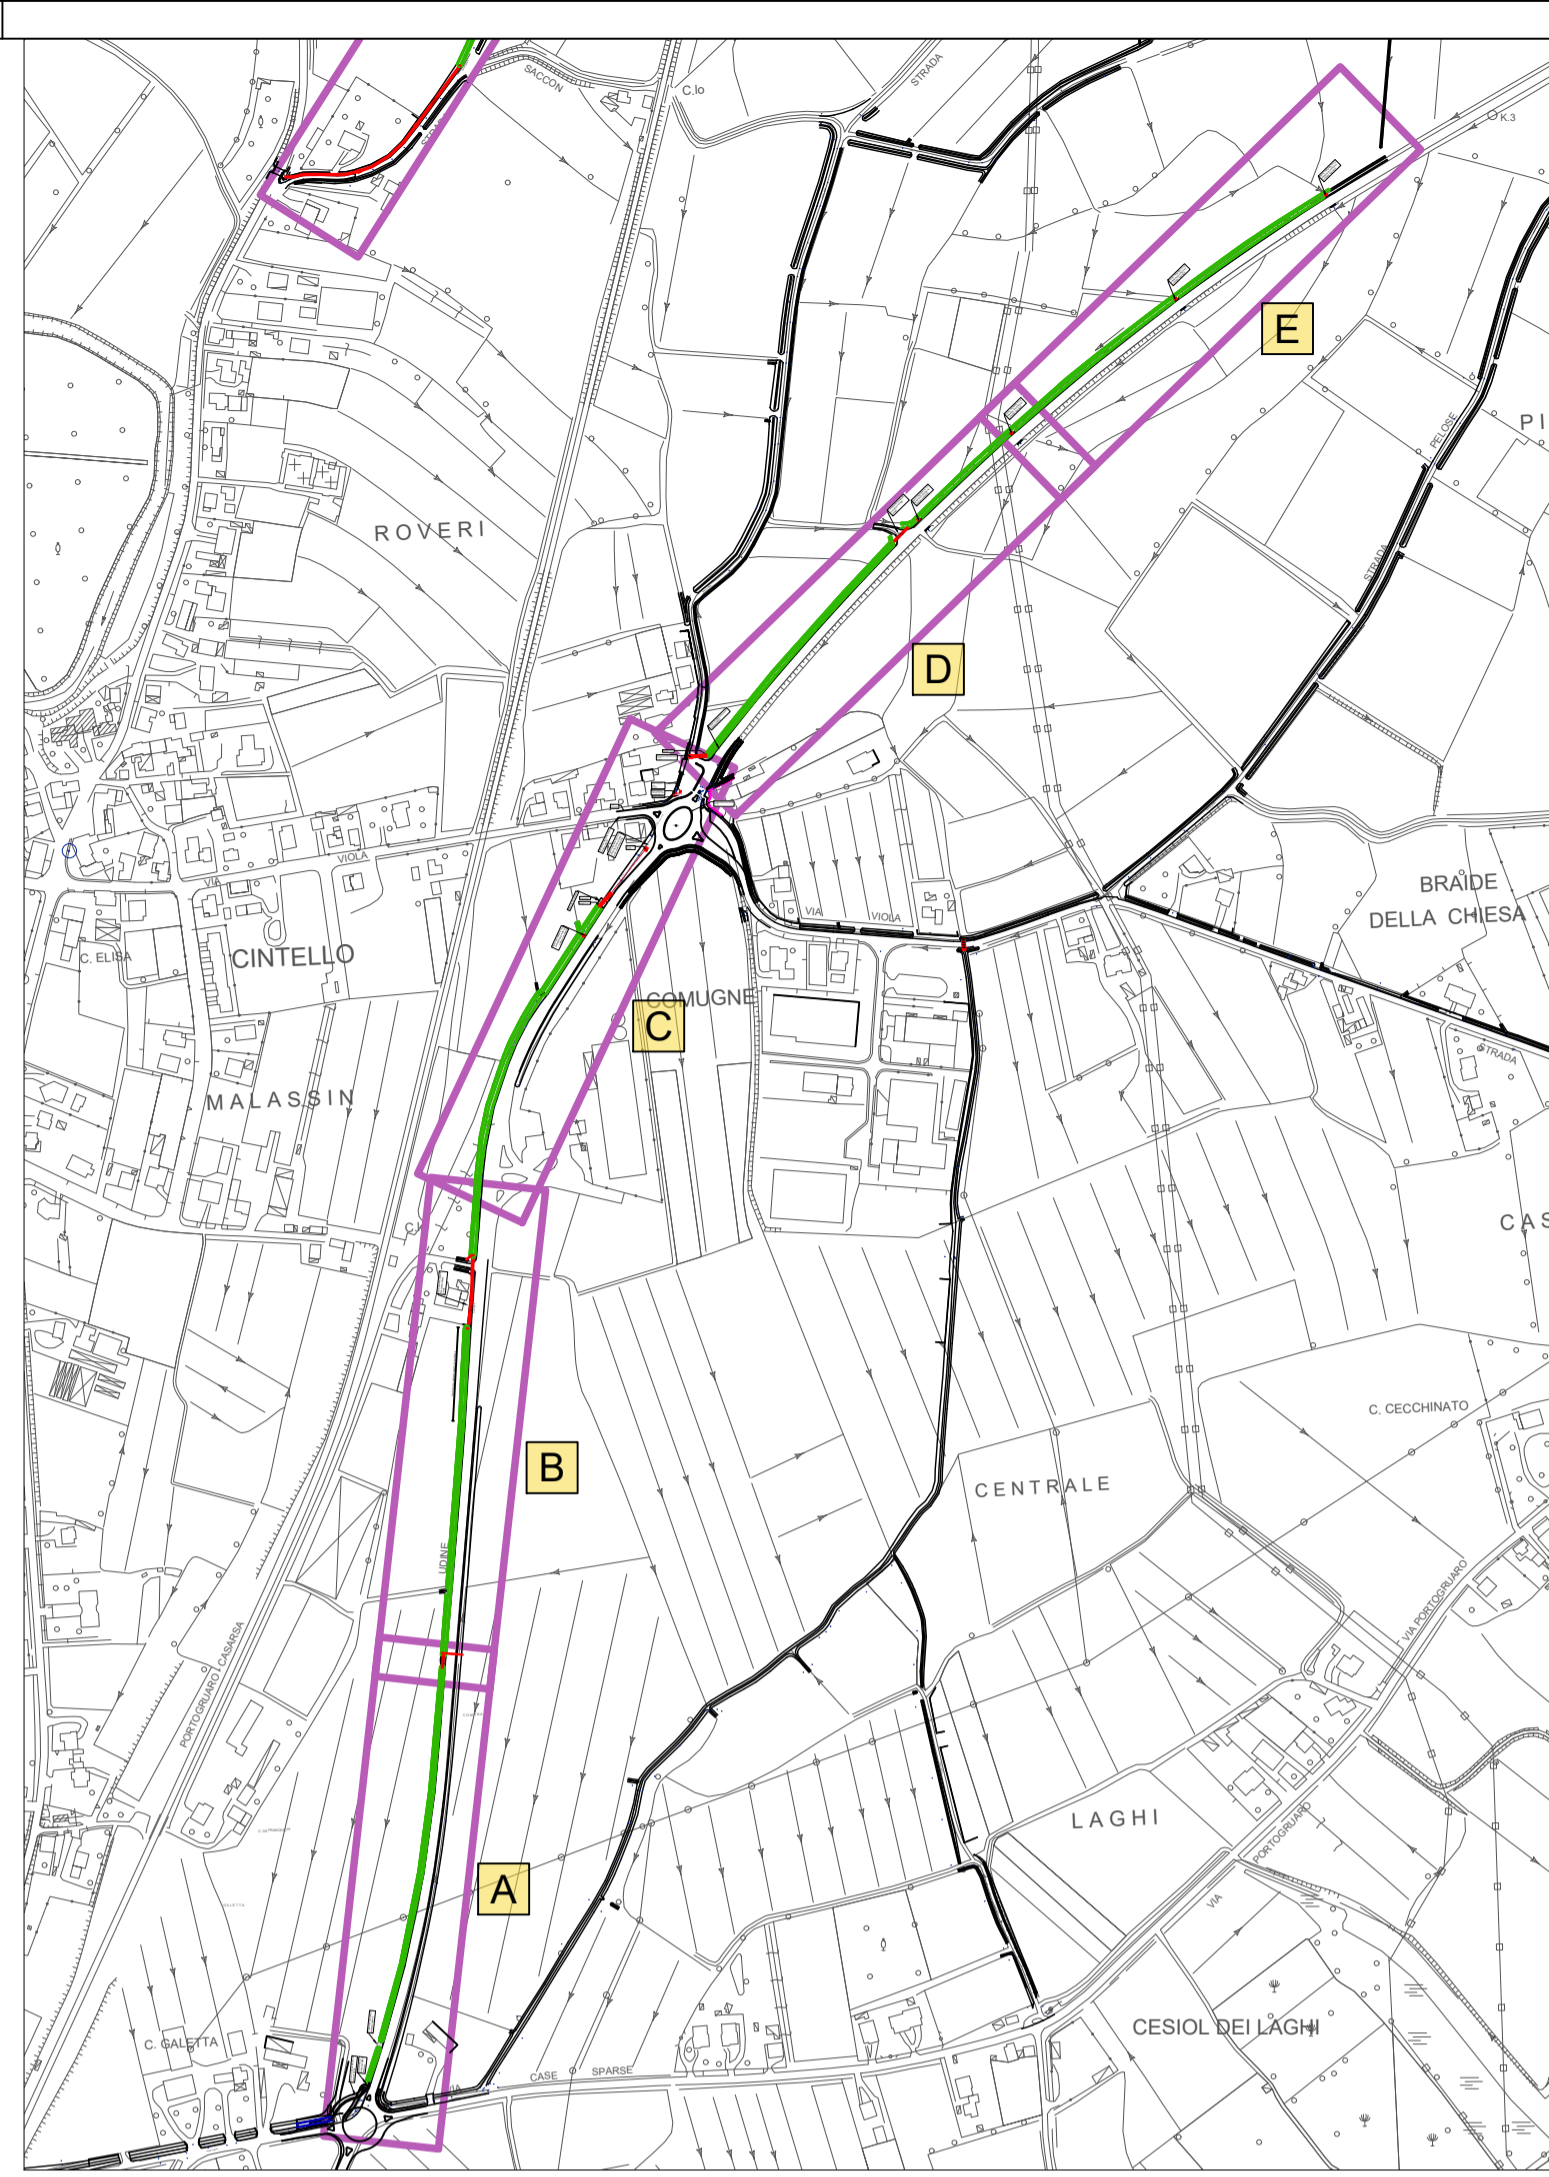 SACCON
C.lo
STRADA
K.3
E
PELOSE
PI
ROVERI
STRADA
D
VIOLA
VIA
BRAIDE
DELLA CHIESA
VIA
VIOLA
C. ELISA
CINTELLO
COMUGNE
C
STRADA
MALASSIN
CAS
C. CECCHINATO
B
CENTRALE
UDINE
VIA PORTOGRUARO
PORTOGRUARO - CASARSA
LAGHI
PORTOGRUARO
A
VIA
C. GALETTA
CESIOL DEI LAGHI
CASE
SPARSE
VIA